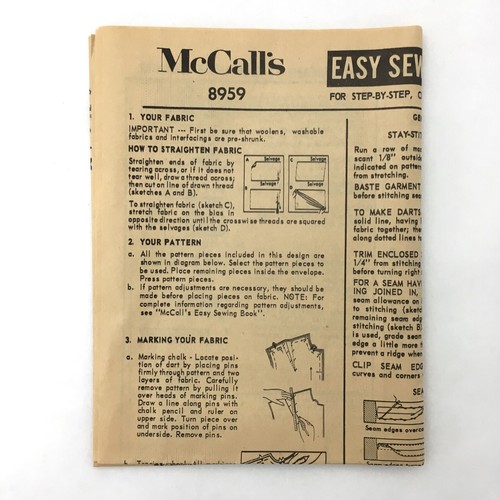 McCall's
8959
1. YOUR FABRIC
IMPORTANT --- First be sure that woolens, washable
fabrics and interfacings are pre-shrunk.
HOW TO STRAIGHTEN FABRIC
Straighten ends of fabric by
tearing across, or if it does not
tear well, draw a thread across;
then cut on line of drawn thread
(sketches A and B).
To straighten fabric (sketch C),
stretch fabric on the bias in
opposite direction until the crosswise threads are squared
with the selvages (sketch D).
A Selvage
C Selvage
B Selvage
D Selvage
2. YOUR PATTERN
a. All the pattern pieces included in this design are
shown in diagram below. Select the pattern pieces to
be used. Place remaining pieces inside the envelope.
Press pattern pieces.
b. If pattern adjustments are necessary, they should be
made before placing pieces on fabric. NOTE: For
complete information regarding pattern adjustments,
see "McCall's Easy Sewing Book".
3. MARKING YOUR FABRIC
a. Marking chalk - Locate posi-
tion of dart by placing pins
firmly through pattern and two
layers of fabric. Carefully
remove pattern by pulling it
over heads of marking pins.
Draw a line along pins with
chalk pencil and ruler on
upper side. Turn piece over
and mark position of pins on
underside. Remove pins.
EASY SEW
FOR STEP-BY-STEP,
STAY-STIT
Run a row of
scant 1/8" outside
indicated on pattern
from stretching.
BASTE GARMENT
before stitching
TO MAKE DARTS
solid line, having
fabric together;
along dotted lines
TRIM ENCLOSED
1/4" from stitching
before turning right
FOR A SEAM HAV
ING JOINED IN,
seam allowance on
to stitching (sketch
remaining seam
stitching (sketch B
is used, grade seam
edge a little more
prevent a ridge when
CLIP SEAM EDG
curves and corners
SEA
Seam edges overca
Seam edges